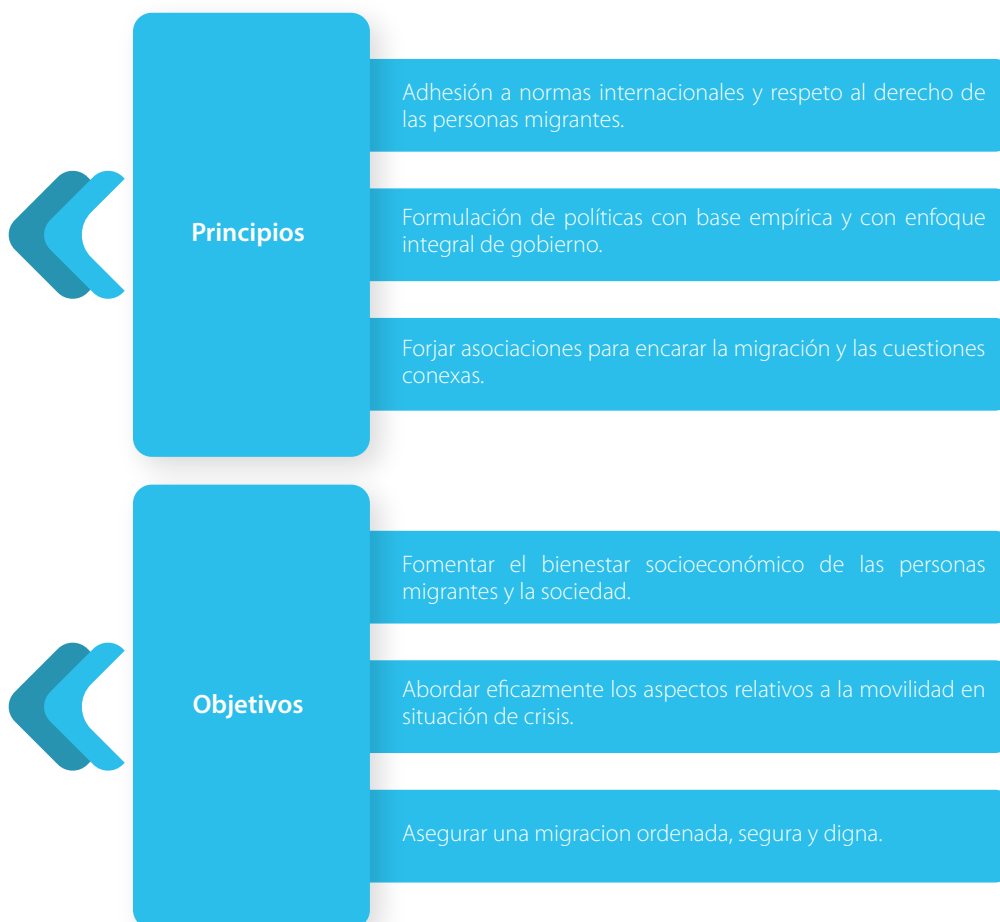 Principios
Adhesión a normas internacionales y respeto al derecho de
las personas migrantes.
Formulación de políticas con base empírica y con enfoque
integral de gobierno.
Forjar asociaciones para encarar la migración y las cuestiones
conexas.
Objetivos
Fomentar el bienestar socioeconómico de las personas
migrantes y la sociedad.
Abordar eficazmente los aspectos relativos a la movilidad en
situación de crisis.
Asegurar una migracion ordenada, segura y digna.